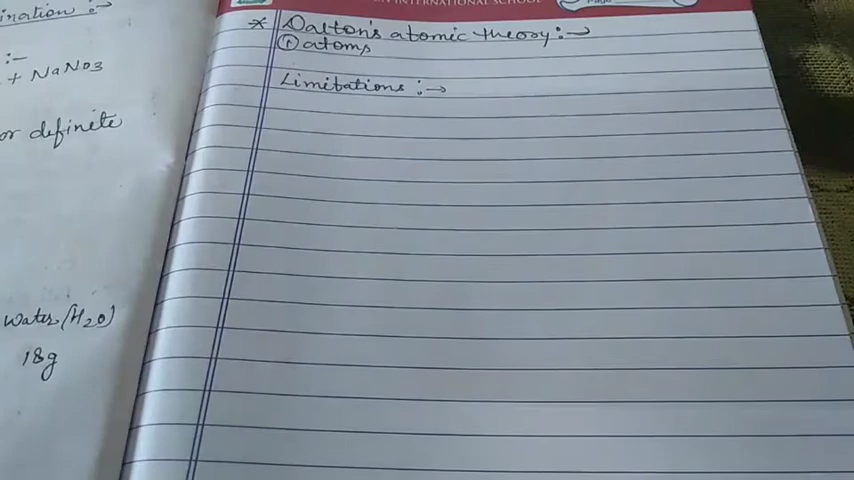 ination :→
:–
+ NaNO3
or definite
Water (H2O)
18g
INTERNATIONAL SCHOOL
* Dalton's atomic theory :→
① atoms
Limitations :→